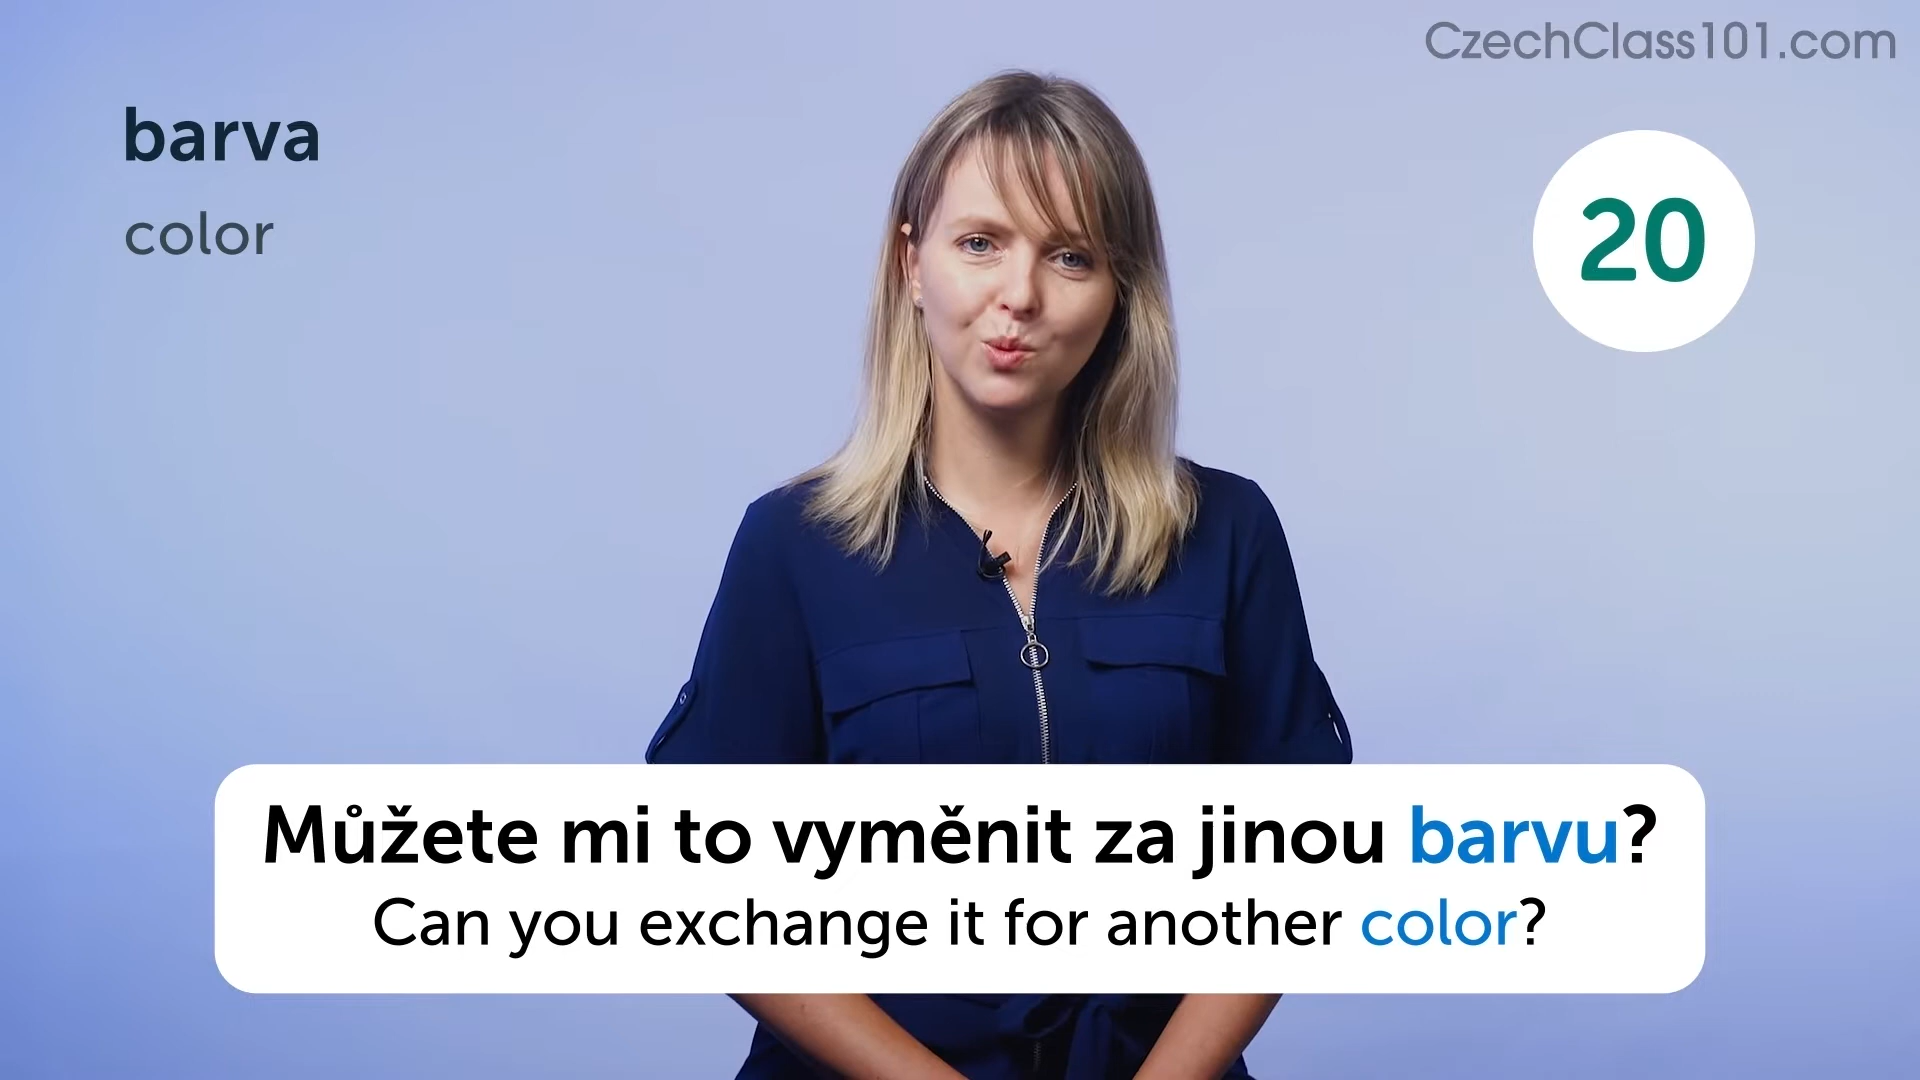 CzechClass101.com
barva
color
20
Můžete mi to vyměnit za jinou barvu?
Can you exchange it for another color?